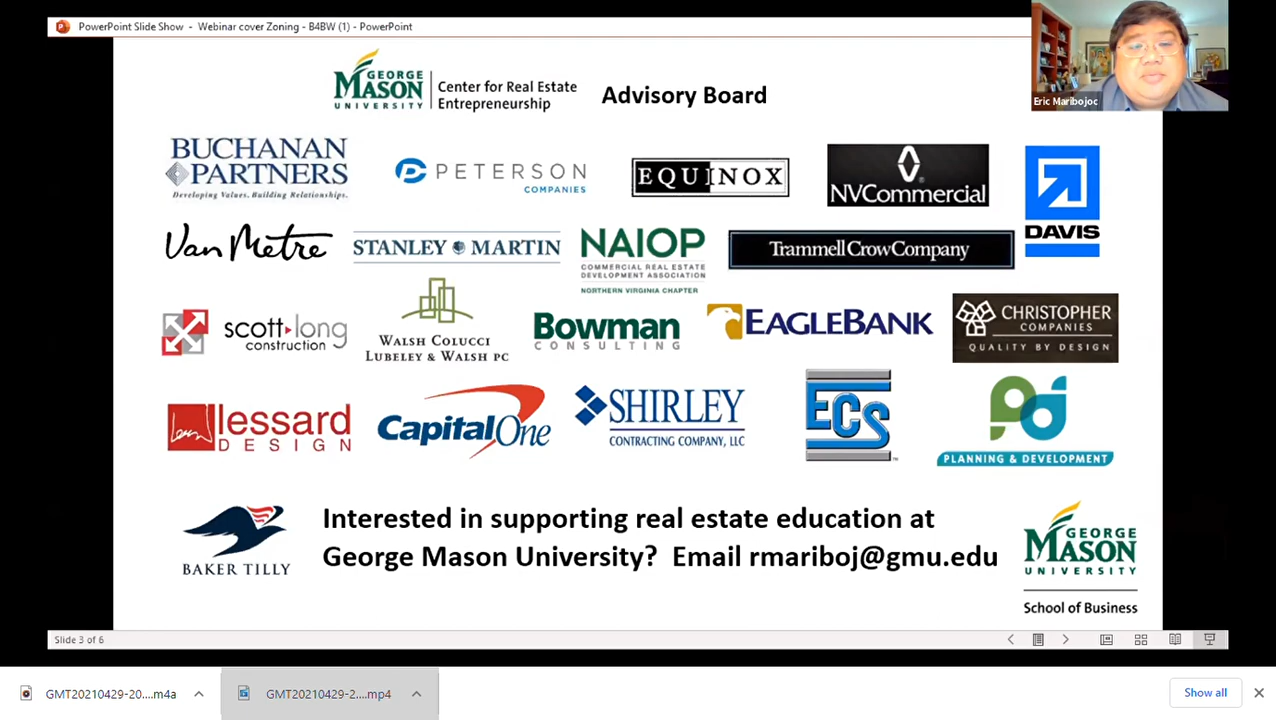 PowerPoint Slide Show - Webinar cover Zoning - B4BW (1) - PowerPoint
Eric Maribojoc
GEORGE
MASON
UNIVERSITY
Center for Real Estate
Entrepreneurship
Advisory Board
BUCHANAN
PARTNERS
Developing Values. Building Relationships.
PETERSON
COMPANIES
EQUINOX
NVCommercial
DAVIS
Van Metre
STANLEY MARTIN
NAIOP
COMMERCIAL REAL ESTATE
DEVELOPMENT ASSOCIATION
NORTHERN VIRGINIA CHAPTER
TrammellCrowCompany
scott long
construction
WALSH COLUCCI
LUBELEY & WALSH PC
Bowman
CONSULTING
EAGLEBANK
CHRISTOPHER
COMPANIES
QUALITY BY DESIGN
lessard
DESIGN
CapitalOne
SHIRLEY
CONTRACTING COMPANY, LLC
ECS
TM
pd
PLANNING & DEVELOPMENT
BAKER TILLY
Interested in supporting real estate education at
George Mason University? Email rmariboj@gmu.edu
GEORGE
MASON
UNIVERSITY
School of Business
Slide 3 of 6
GMT20210429-20....m4a
GMT20210429-2....mp4
Show all